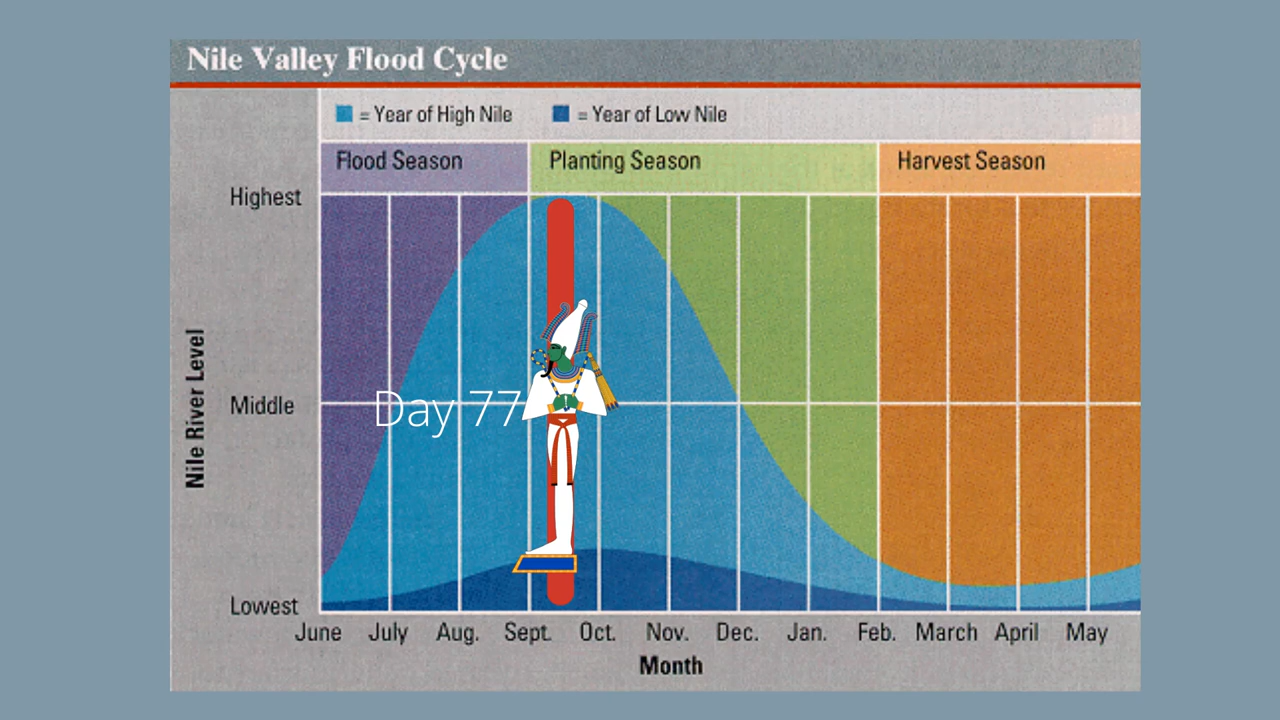 Nile Valley Flood Cycle
= Year of High Nile = Year of Low Nile
Flood Season Planting Season Harvest Season
Highest
Middle
Lowest
Nile River Level
Day 77
June July Aug. Sept. Oct. Nov. Dec. Jan. Feb. March April May
Month